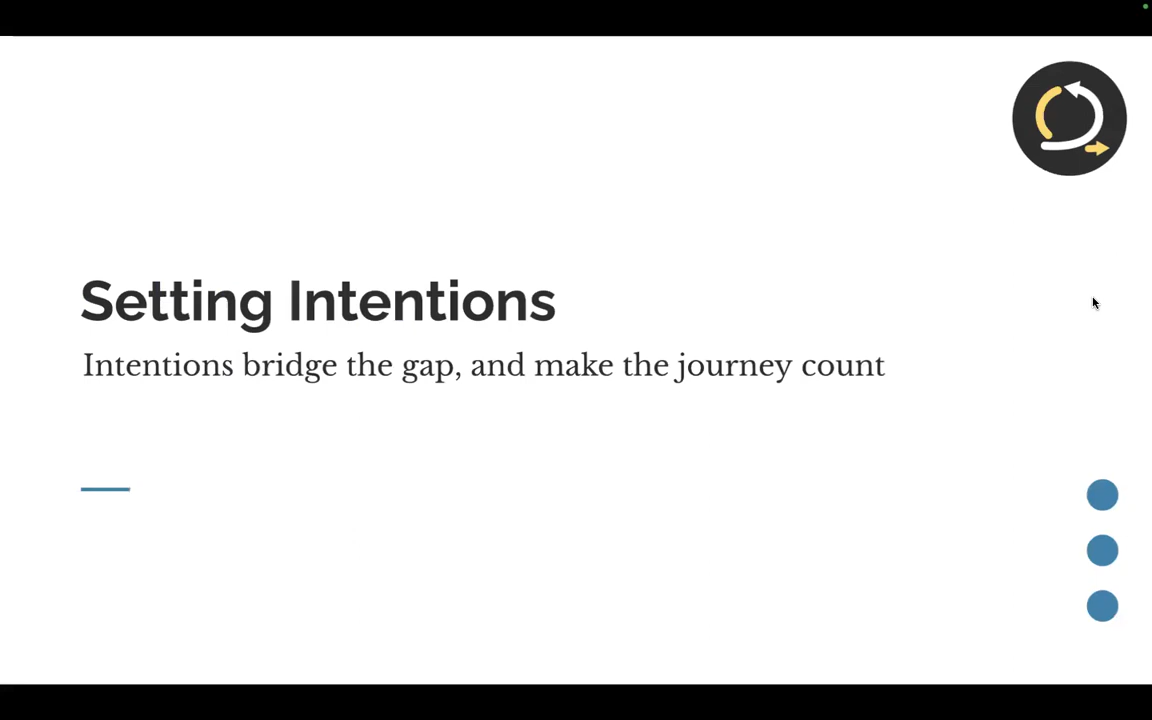 Setting Intentions
Intentions bridge the gap, and make the journey count